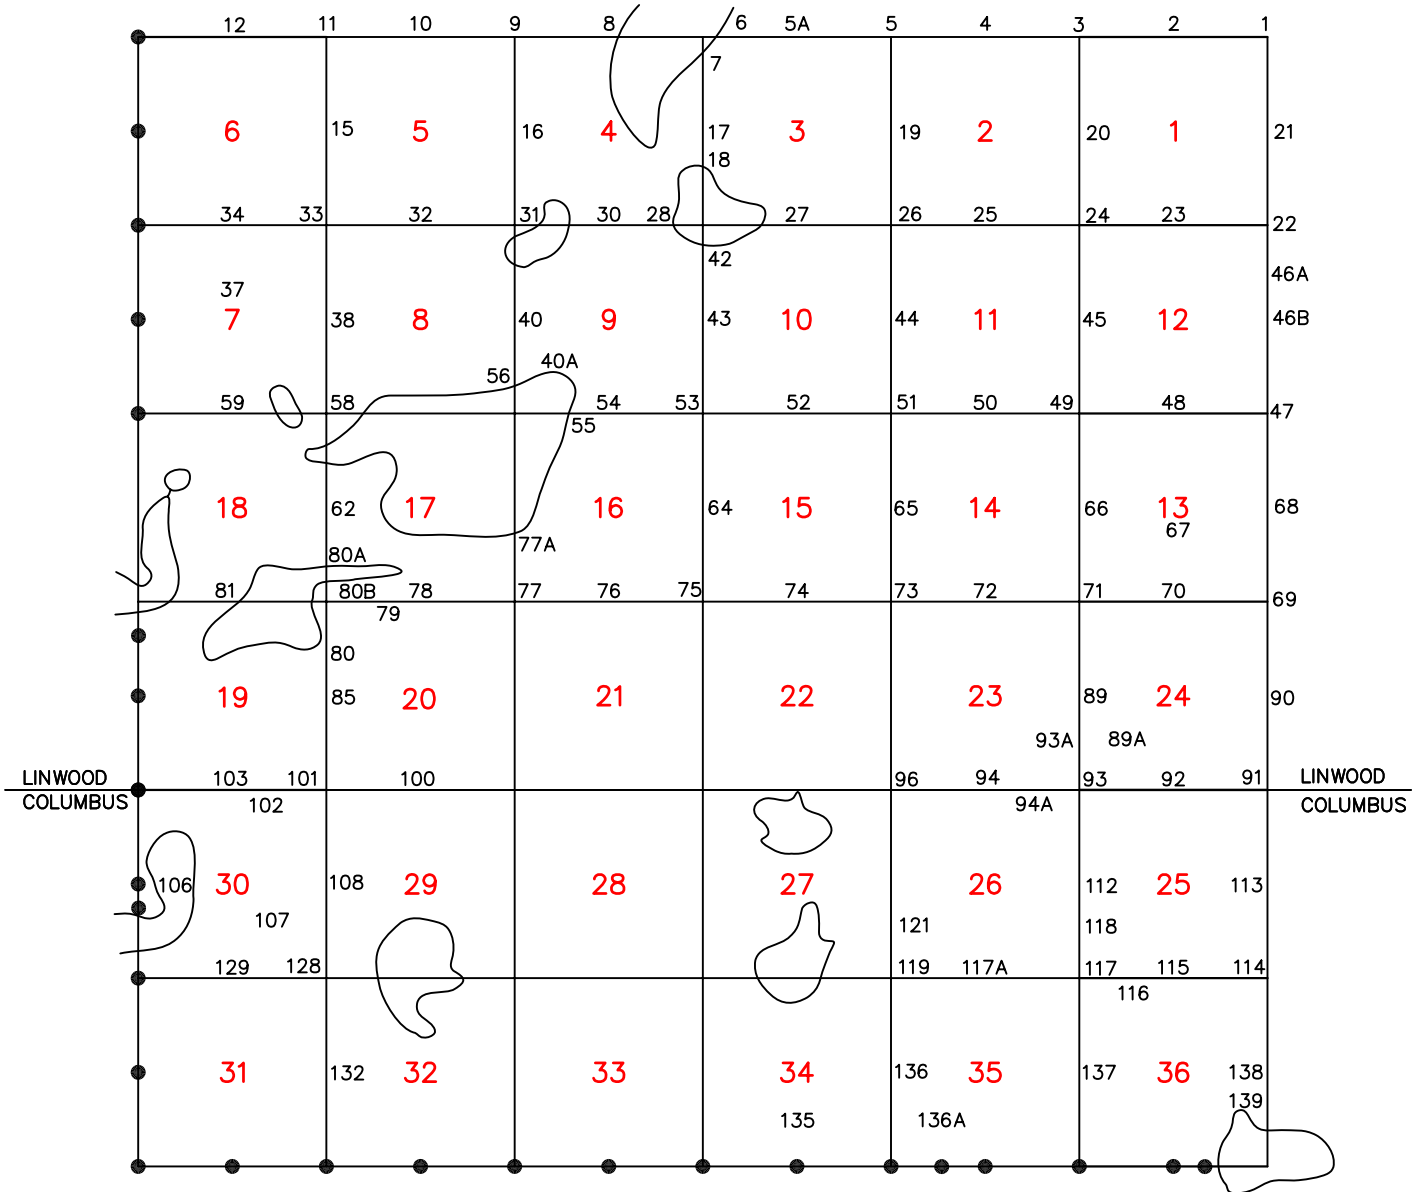 12 11 10 9 8 6 5A 5 4 3 2 1
7
6 15 5 16 4 17 3 19 2 20 1 21
18
34 33 32 31 30 28 27 26 25 24 23 22
42
46A
37
7 38 8 40 9 43 10 44 11 45 12 46B
40A
56
59 58 54 53 52 51 50 49 48 47
55
18 62 17 16 64 15 65 14 66 13 68
67
77A
80A
81 80B 78 77 76 75 74 73 72 71 70 69
79
80
19 85 20 21 22 23 89 24 90
93A 89A
LINWOOD 103 101 100 96 94 93 92 91 LINWOOD
COLUMBUS 102 94A COLUMBUS
106 30 108 29 28 27 26 112 25 113
107 121 118
129 128 119 117A 117 115 114
116
31 132 32 33 34 136 35 137 36 138
139
135 136A